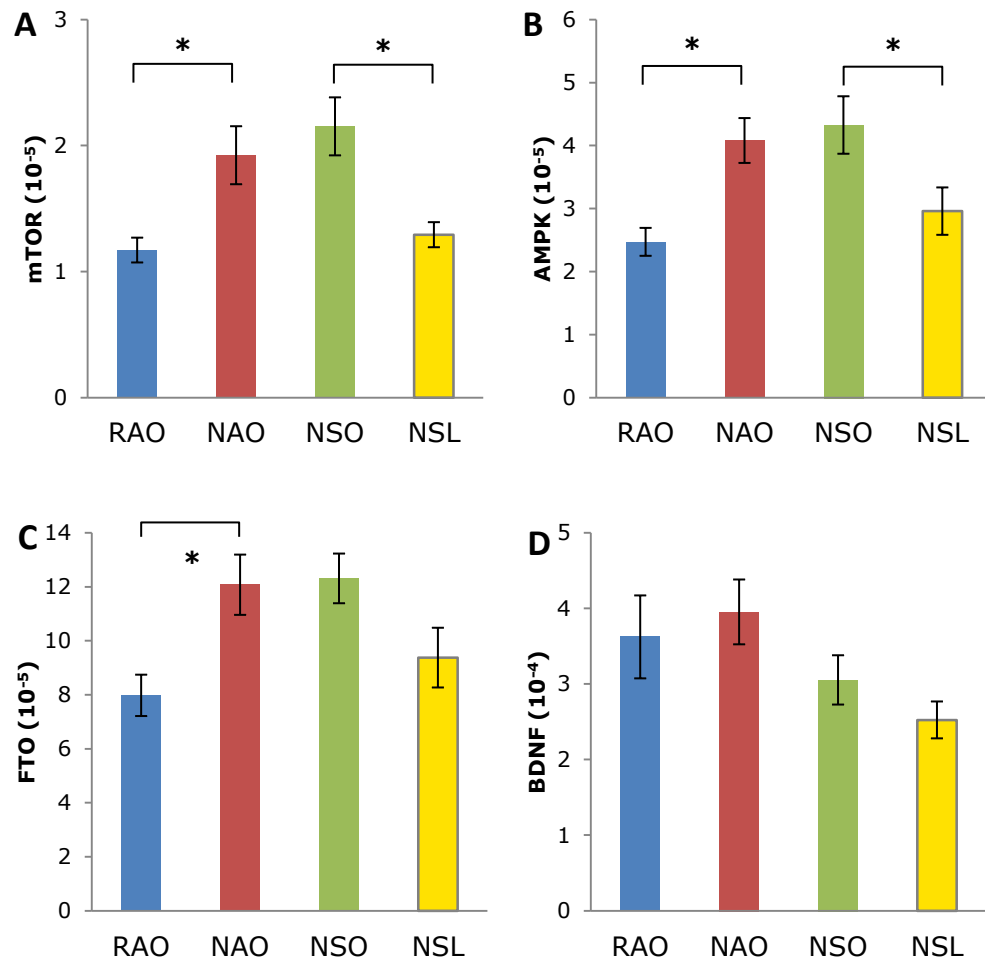 A
mTOR (10⁻⁵)
3
2
1
0
*
*
RAO NAO NSO NSL
B
AMPK (10⁻⁵)
6
5
4
3
2
1
0
*
*
RAO NAO NSO NSL
C
FTO (10⁻⁵)
14
12
10
8
6
4
2
0
*
RAO NAO NSO NSL
D
BDNF (10⁻⁴)
5
4
3
2
1
0
RAO NAO NSO NSL